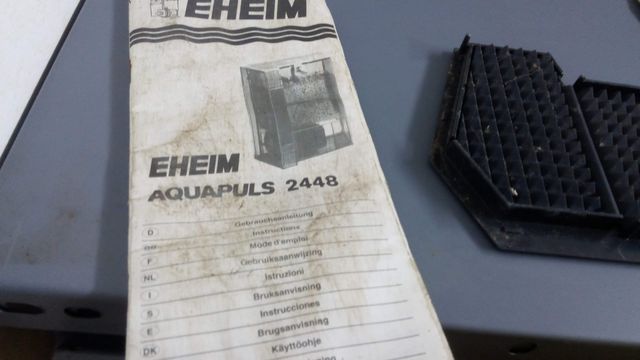 EHEIM
EHEIM
AQUAPULS 2448
D Gebrauchsanleitung
Instructions
F Mode d'emploi
NL Gebruiksaanwijzing
I Istruzioni
S Bruksanvisning
E Instrucciones
DK Brugsanvisning
Käyttöohje